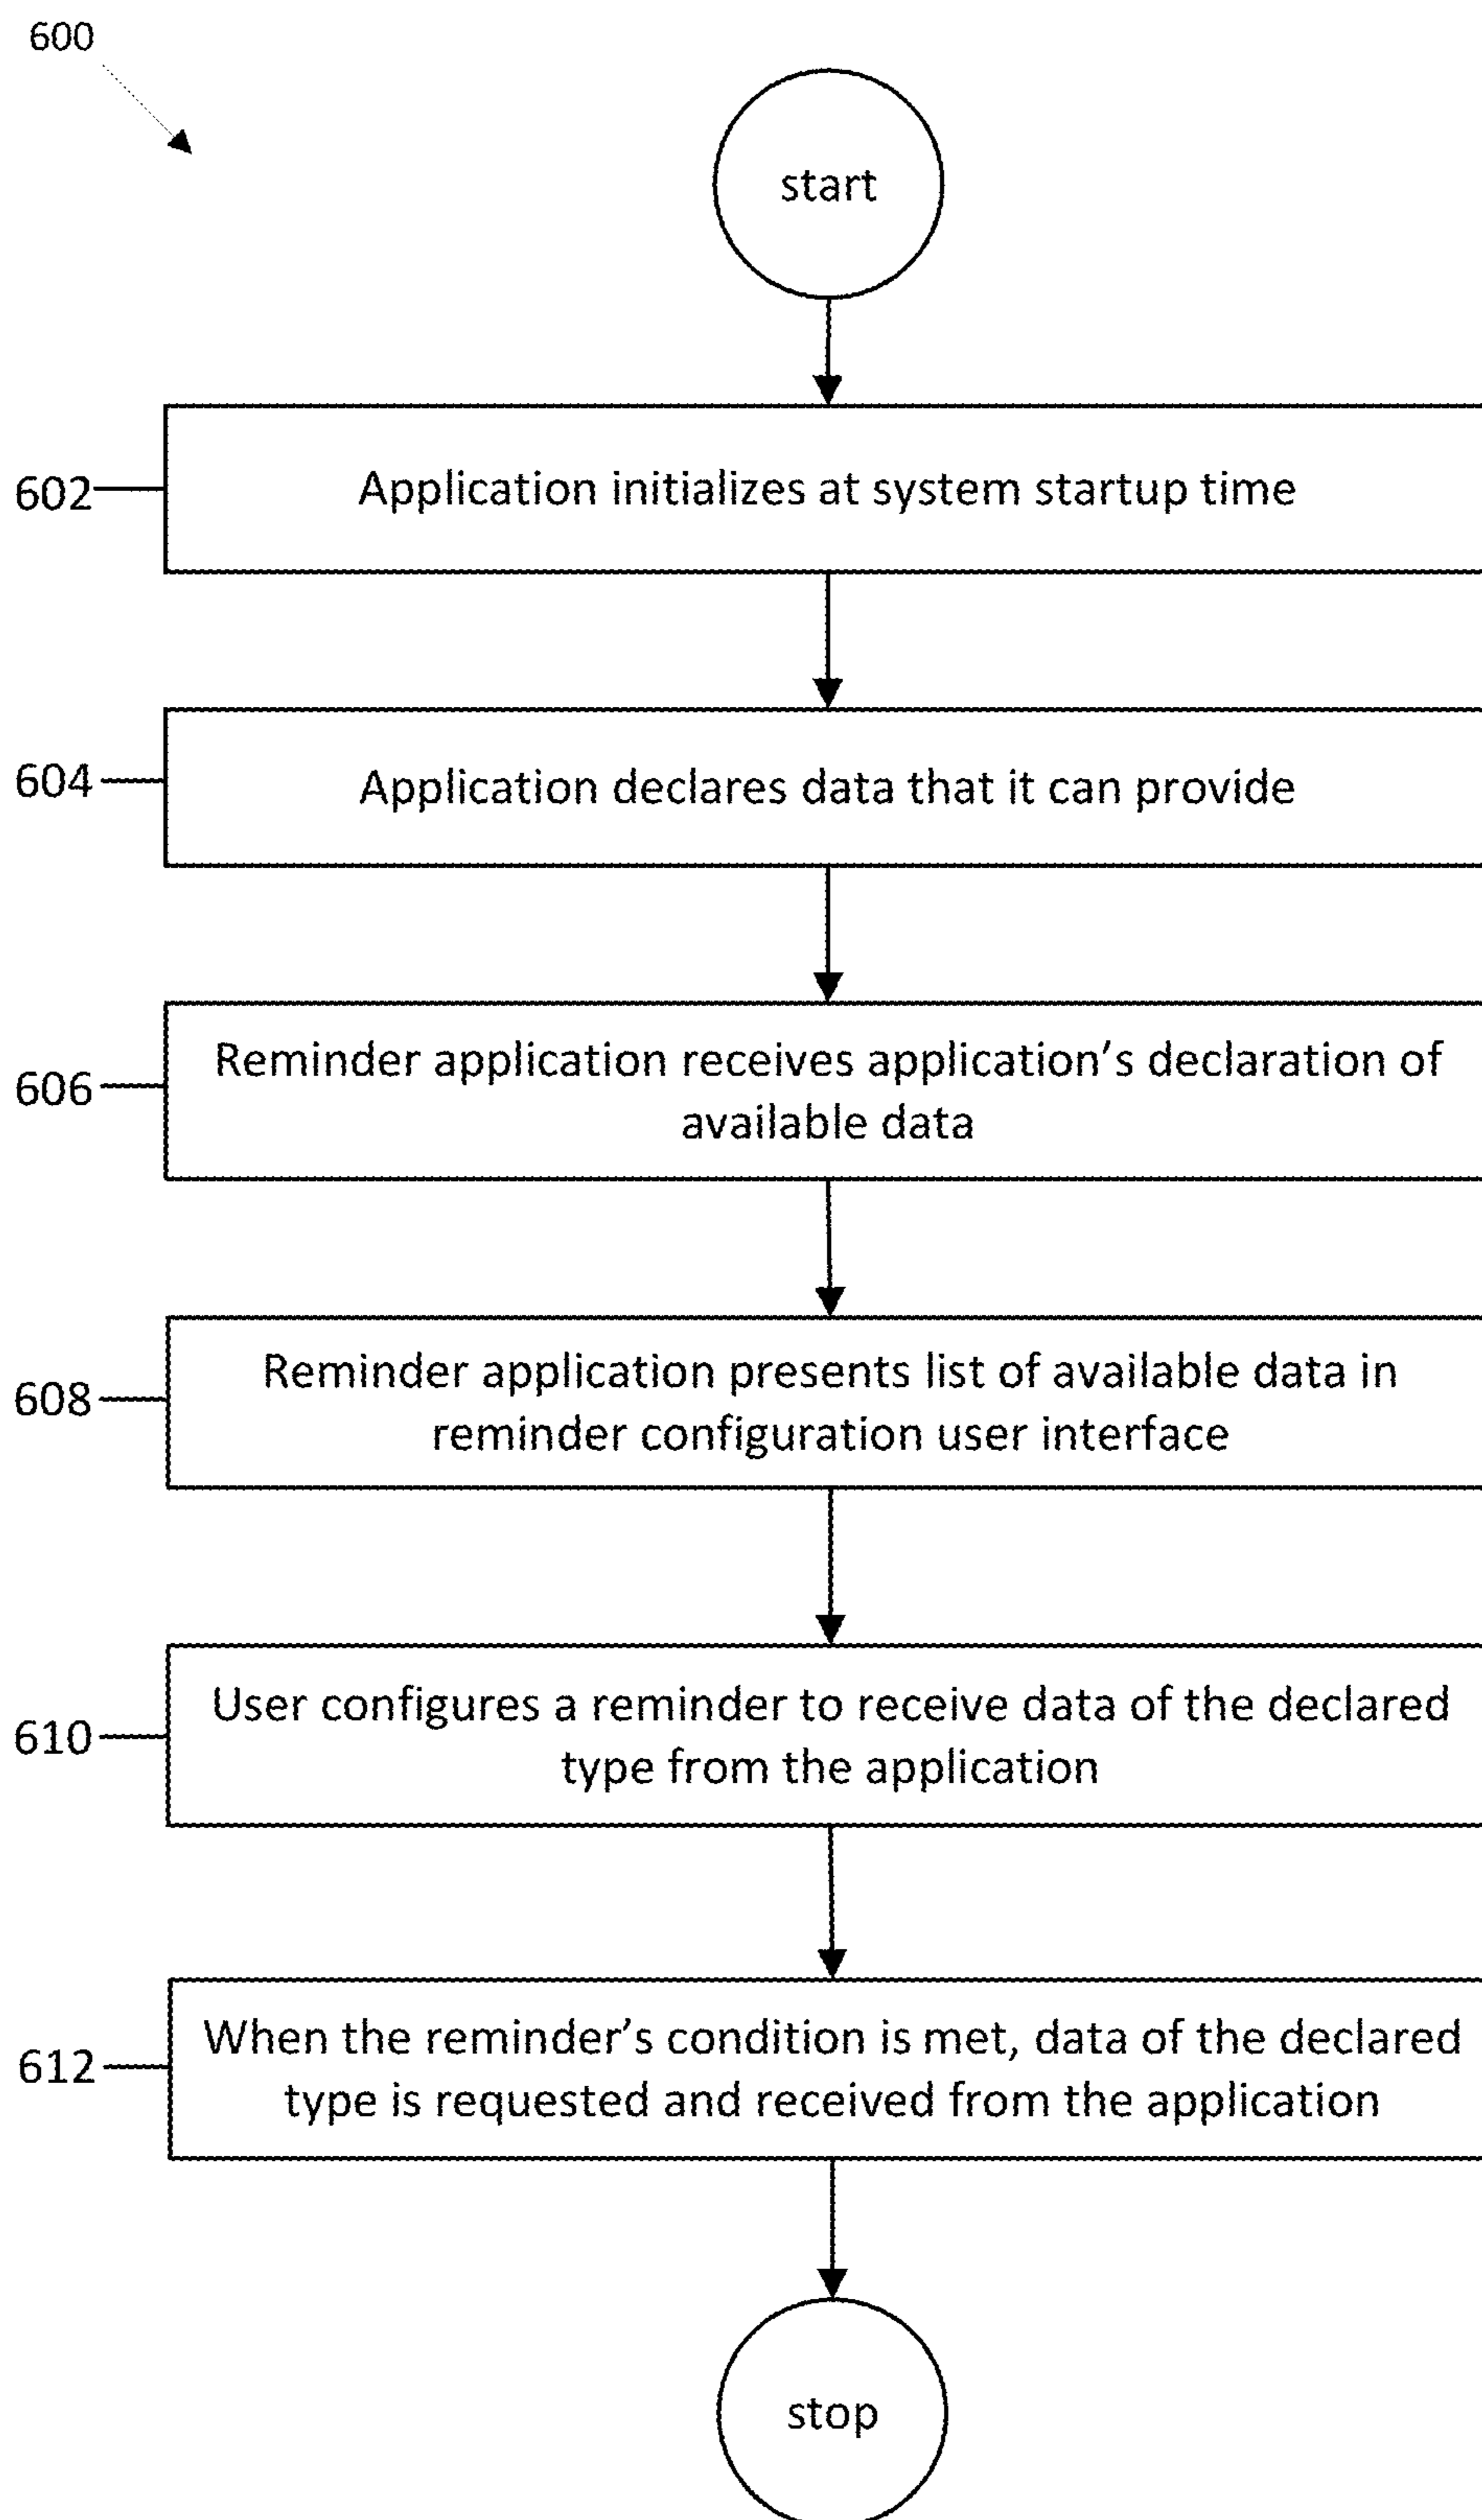 600
start
602
Application initializes at system startup time
604
Application declares data that it can provide
606
Reminder application receives application's declaration of
available data
608
Reminder application presents list of available data in
reminder configuration user interface
610
User configures a reminder to receive data of the declared
type from the application
612
When the reminder's condition is met, data of the declared
type is requested and received from the application
stop